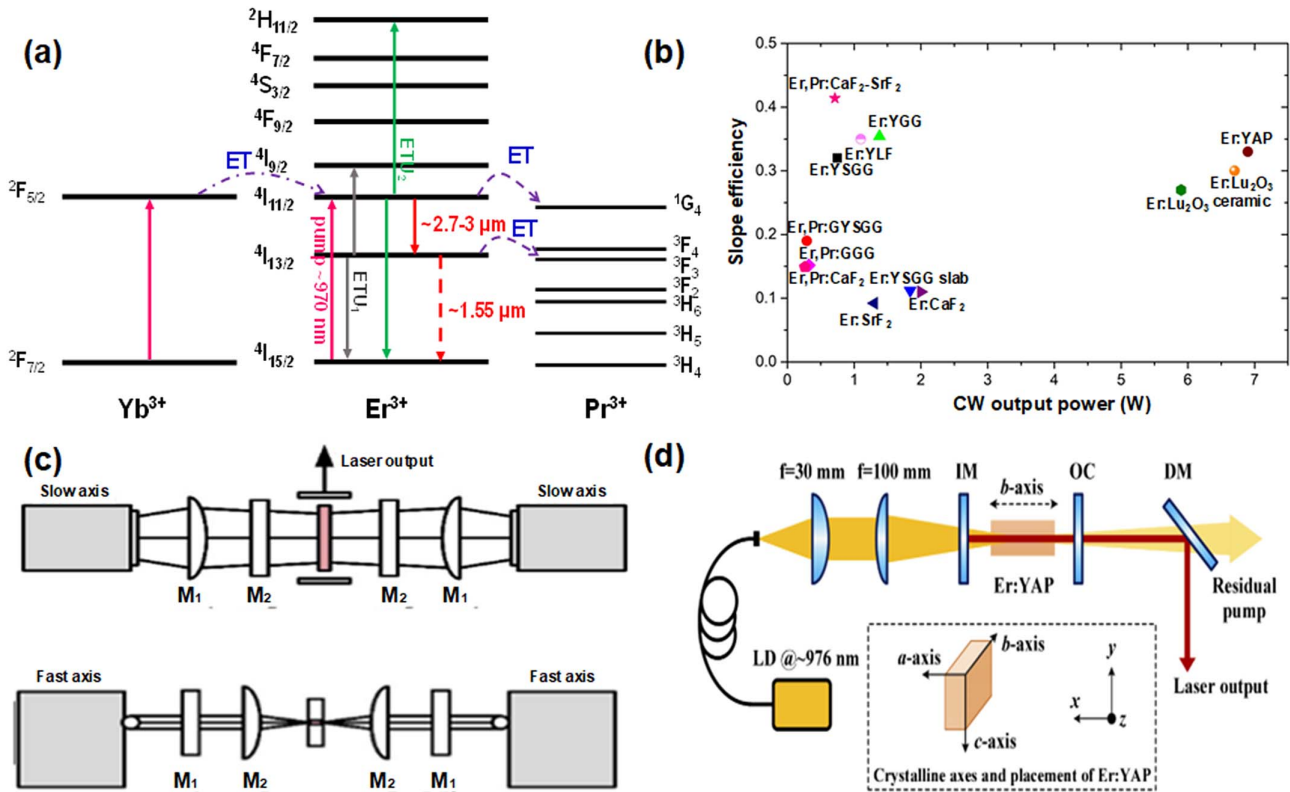 (a)
²H₁₁/₂
⁴F₇/₂
⁴S₃/₂
⁴F₉/₂
⁴I₉/₂
⁴I₁₁/₂
⁴I₁₃/₂
⁴I₁₅/₂
ET
ET
ET
ETU₂
ETU₁
pump ~ 970 nm
~2.7-3 μm
~1.55 μm
²F₅/₂
²F₇/₂
¹G₄
³F₄
³F₃
³F₂
³H₆
³H₅
³H₄
Yb³⁺
Er³⁺
Pr³⁺
(b)
Slope efficiency
0.5
0.4
0.3
0.2
0.1
0.0
Er,Pr:CaF₂-SrF₂
Er:YGG
Er:YLF
Er:YSGG
Er:YAP
Er:Lu₂O₃
ceramic
Er:Lu₂O₃
Er,Pr:GYSGG
Er,Pr:GGG
Er,Pr:CaF₂
Er:YSGG slab
Er:CaF₂
Er:SrF₂
0 1 2 3 4 5 6 7
CW output power (W)
(c)
Laser output
Slow axis
Slow axis
M₁ M₂ M₂ M₁
Fast axis
Fast axis
M₁ M₂ M₂ M₁
(d)
f=30 mm f=100 mm IM OC DM
b-axis
Er:YAP
Residual
pump
LD @~976 nm
Laser output
a-axis
b-axis
c-axis
y
x
z
Crystalline axes and placement of Er:YAP